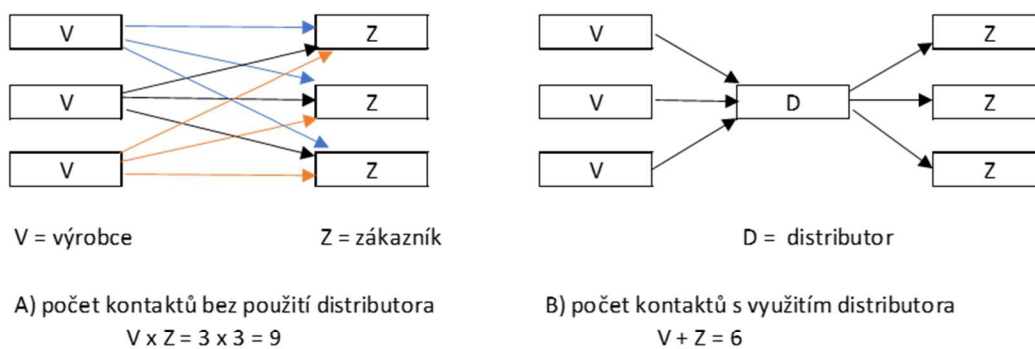 V Z V Z
V Z V D Z
V Z V Z
V = výrobce Z = zákazník D = distributor
A) počet kontaktů bez použití distributora B) počet kontaktů s využitím distributora
V x Z = 3 x 3 = 9 V + Z = 6